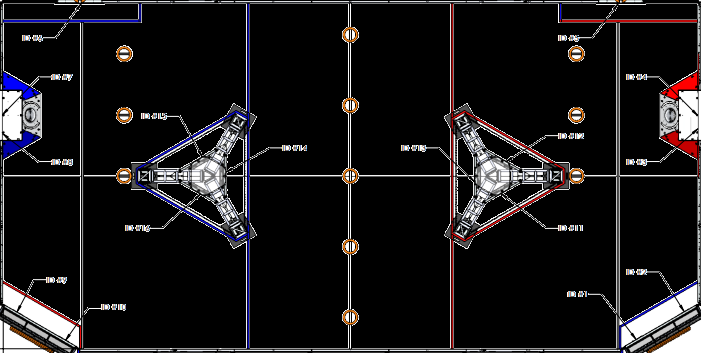 ID #6
ID #5
ID #7
ID #4
ID #15
ID #12
ID #14
ID #13
ID #8
ID #3
ID #16
ID #11
ID #9
ID #2
ID #1
ID #10